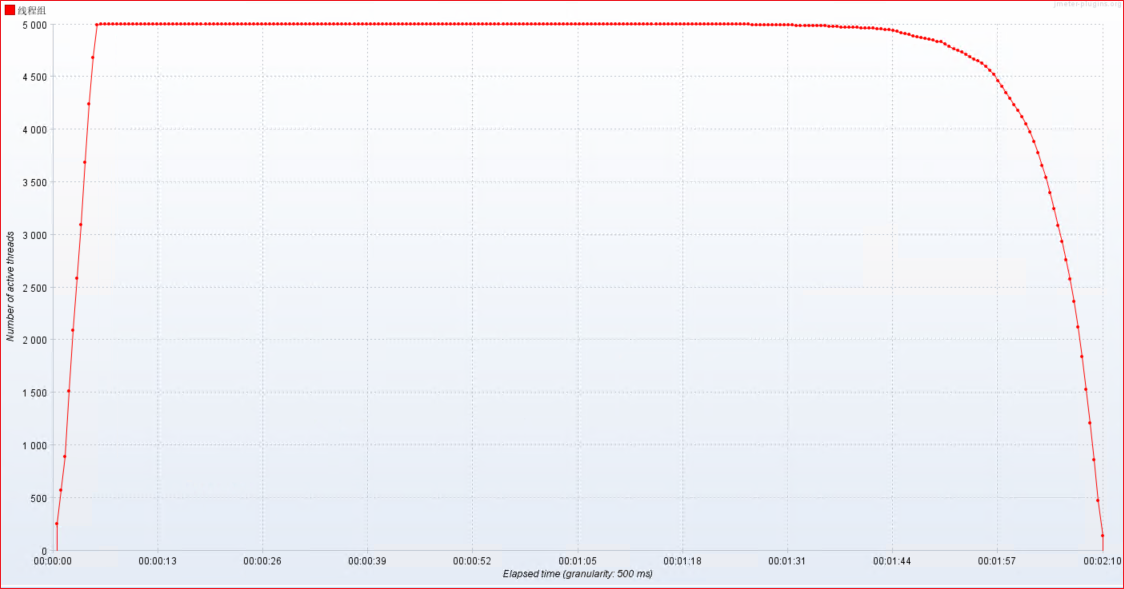 线程组
jmeter-plugins.org
5 000
4 500
4 000
3 500
3 000
2 500
2 000
1 500
1 000
500
0
Number of active threads
00:00:00 00:00:13 00:00:26 00:00:39 00:00:52 00:01:05 00:01:18 00:01:31 00:01:44 00:01:57 00:02:10
Elapsed time (granularity: 500 ms)